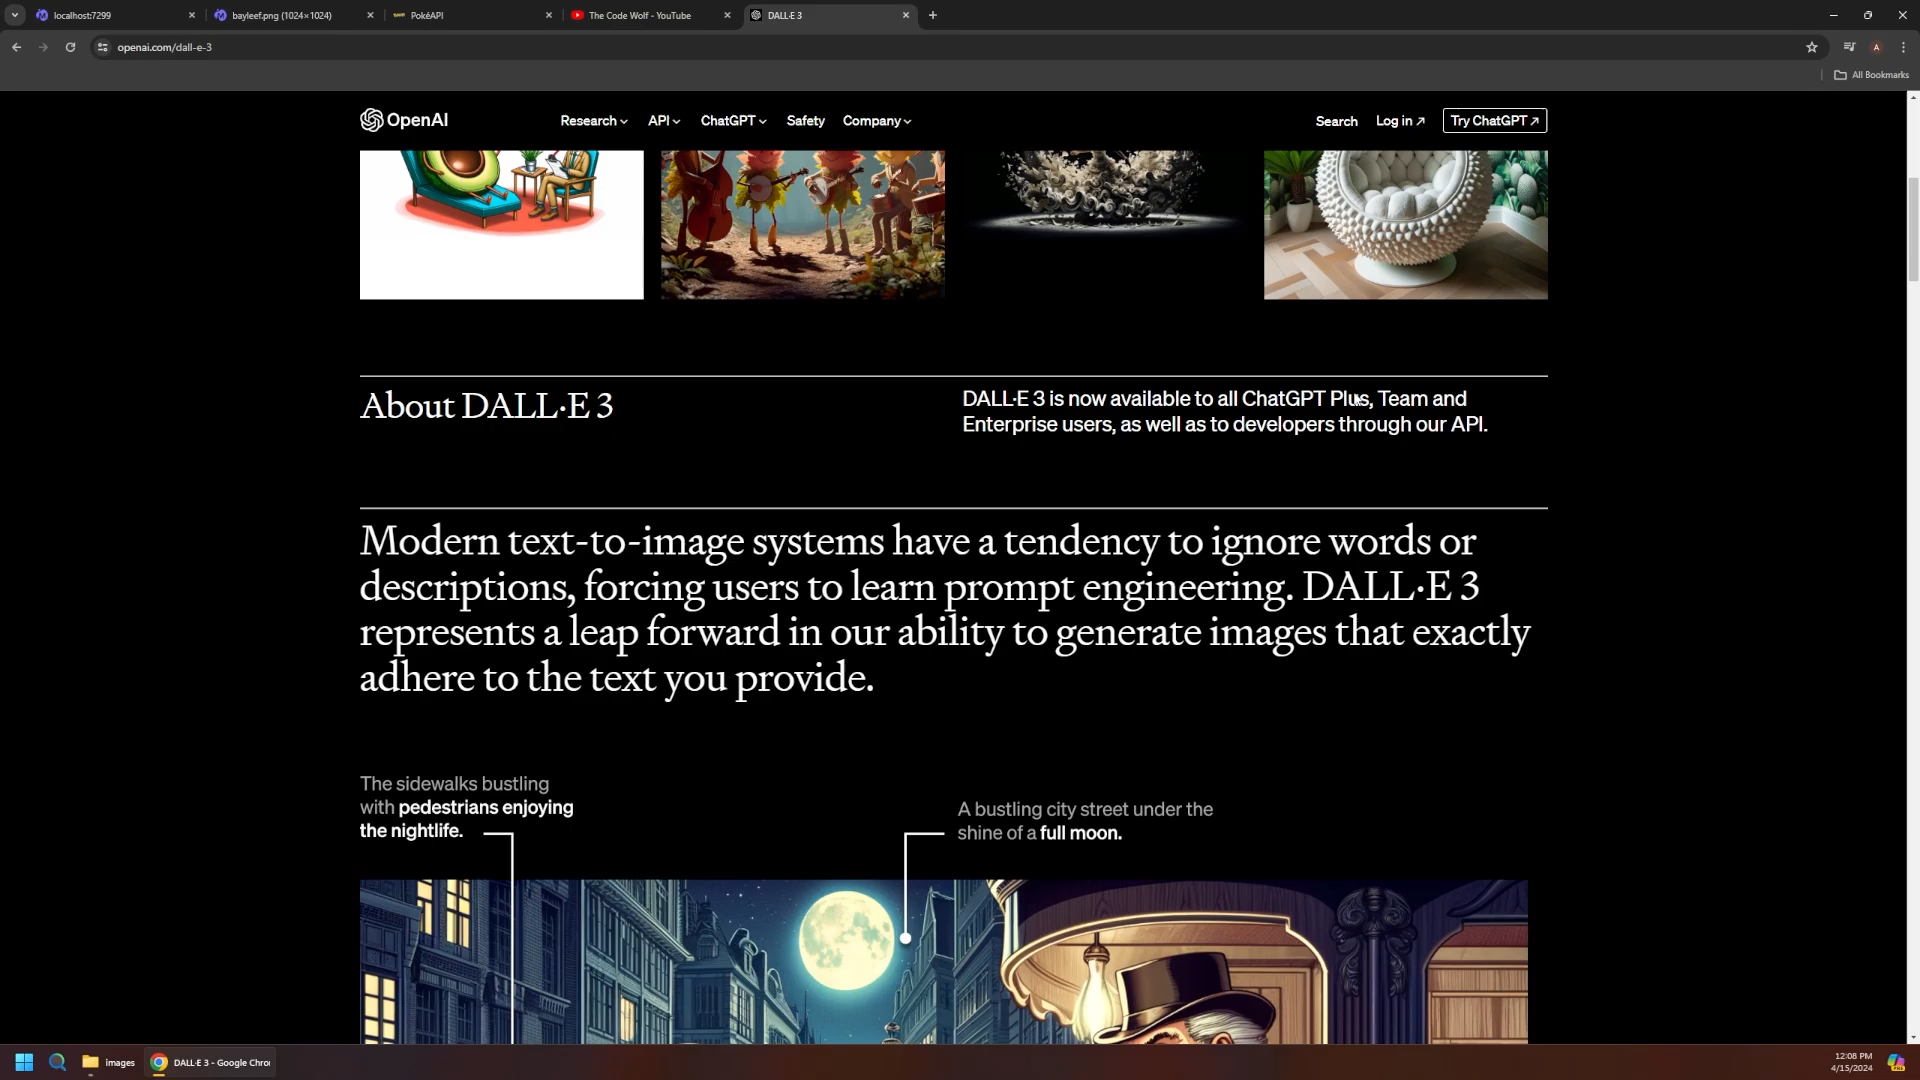 localhost:7299
bayleef.png (1024×1024)
PokéAPI
The Code Wolf - YouTube
DALL·E 3
openai.com/dall-e-3
A
All Bookmarks
OpenAI
Research
API
ChatGPT
Safety
Company
Search
Log in ↗
Try ChatGPT ↗
About DALL·E 3
DALL·E 3 is now available to all ChatGPT Plus, Team and
Enterprise users, as well as to developers through our API.
Modern text-to-image systems have a tendency to ignore words or
descriptions, forcing users to learn prompt engineering. DALL·E 3
represents a leap forward in our ability to generate images that exactly
adhere to the text you provide.
The sidewalks bustling
with pedestrians enjoying
the nightlife.
A bustling city street under the
shine of a full moon.
images
DALL·E 3 - Google Chro
12:08 PM
4/15/2024